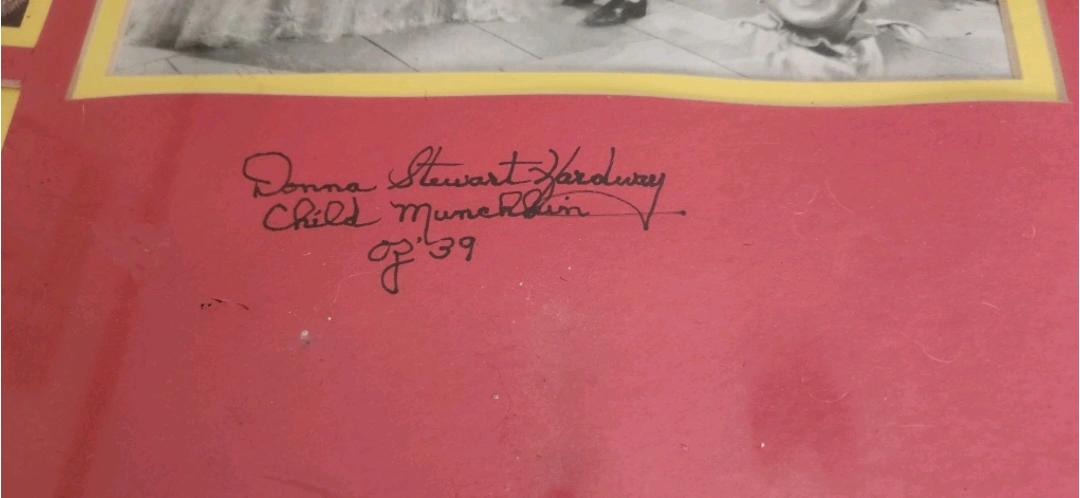 Donna Stewart Hardway
Child Munchkin
Oz '39